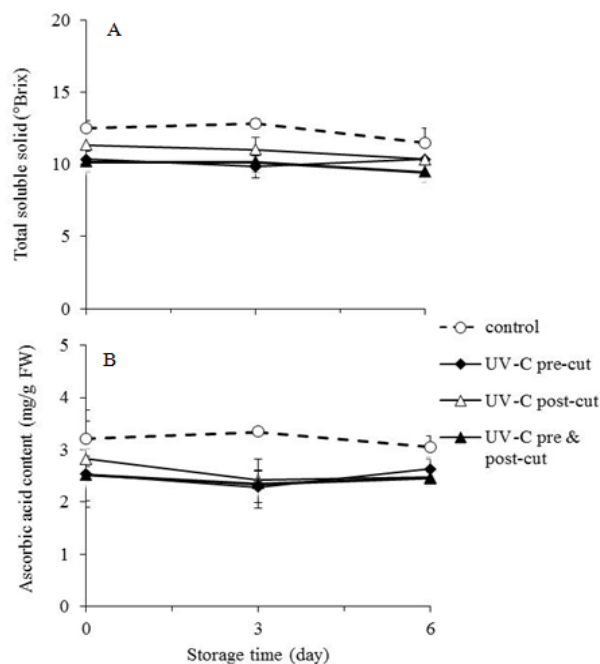 A
20
15
10
5
0
Total soluble solid (°Brix)
B
5
4
3
2
1
0
Ascorbic acid content (mg/g FW)
0
3
6
Storage time (day)
control
UV-C pre-cut
UV-C post-cut
UV-C pre &
post-cut